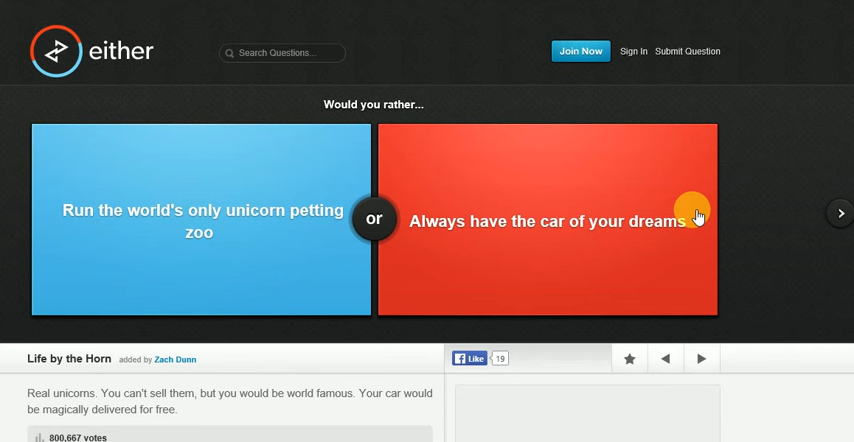 either
Search Questions...
Join Now
Sign In
Submit Question
Would you rather...
Run the world's only unicorn petting
zoo
or
Always have the car of your dreams
Life by the Horn
added by Zach Dunn
Like
19
Real unicorns. You can't sell them, but you would be world famous. Your car would
be magically delivered for free.
800,667 votes